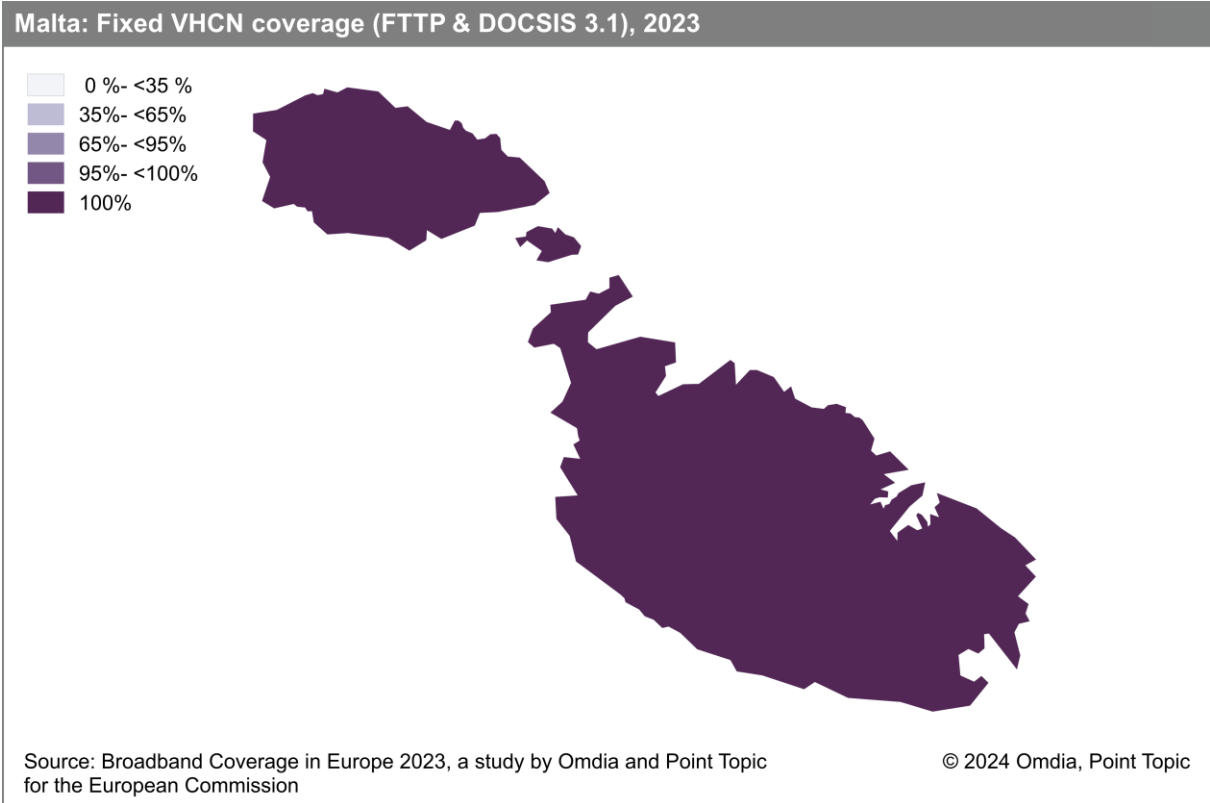 Malta: Fixed VHCN coverage (FTTP & DOCSIS 3.1), 2023
0 %- <35 %
35%- <65%
65%- <95%
95%- <100%
100%
Source: Broadband Coverage in Europe 2023, a study by Omdia and Point Topic
for the European Commission
© 2024 Omdia, Point Topic